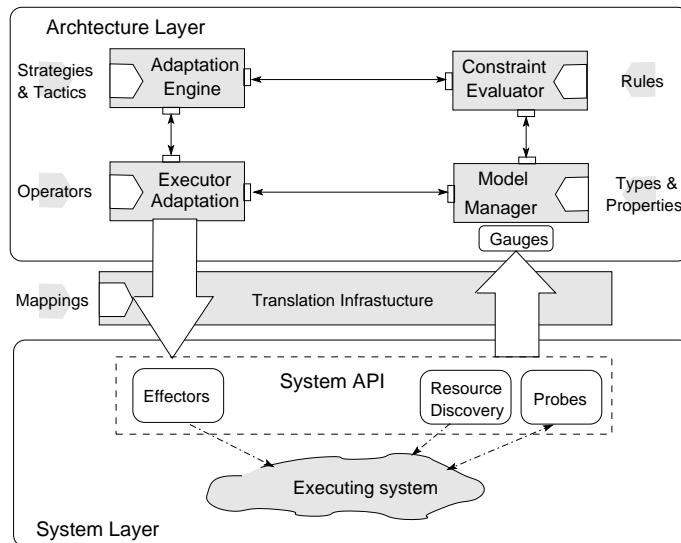 Archtecture Layer
Strategies
& Tactics
Adaptation
Engine
Constraint
Evaluator
Rules
Operators
Executor
Adaptation
Model
Manager
Types &
Properties
Gauges
Mappings
Translation Infrastucture
System API
Effectors
Resource
Discovery
Probes
Executing system
System Layer